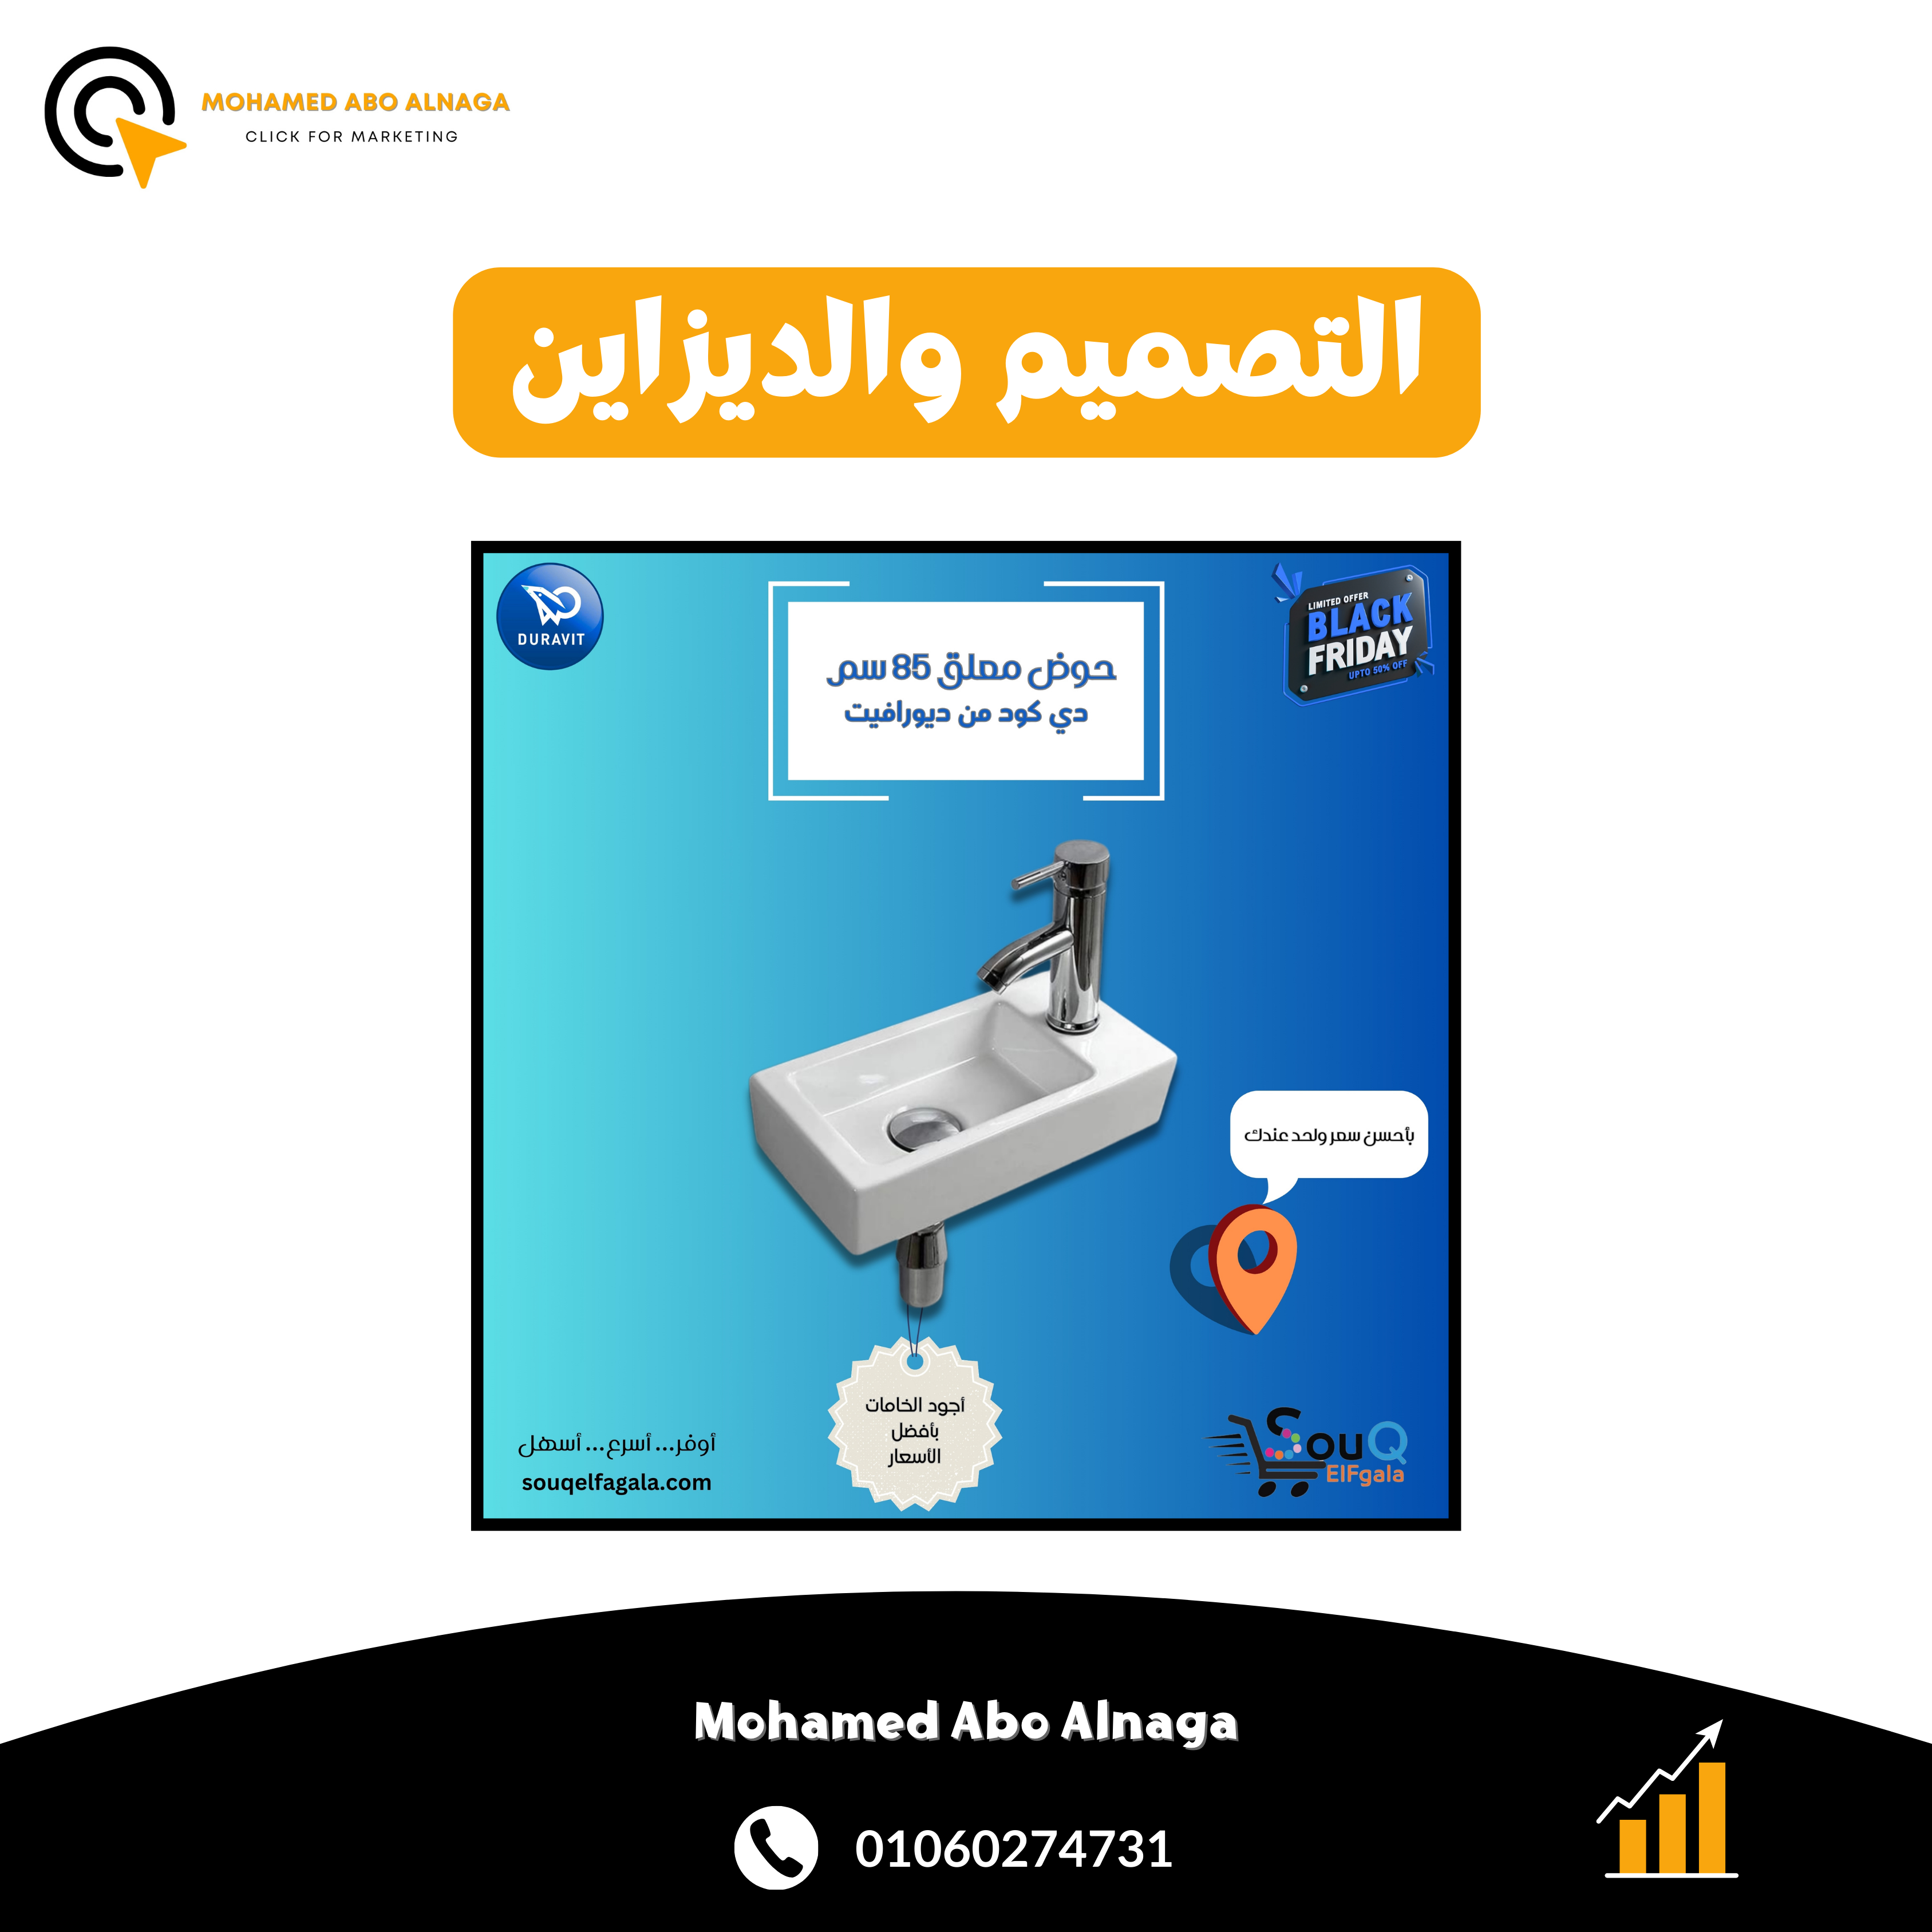 MOHAMED ABO ALNAGA
CLICK FOR MARKETING
التصميم والديزاين
DURAVIT
LIMITED OFFER
BLACK
FRIDAY
UPTO 50% OFF
حوض معلق 85 سم
دي كود من ديورافيت
بأحسن سعر ولحد عندك
أجود الخامات
بأفضل
الأسعار
أوفر...أسرع...أسهل
souqelfagala.com
SouQ
ElFgala
Mohamed Abo Alnaga
01060274731